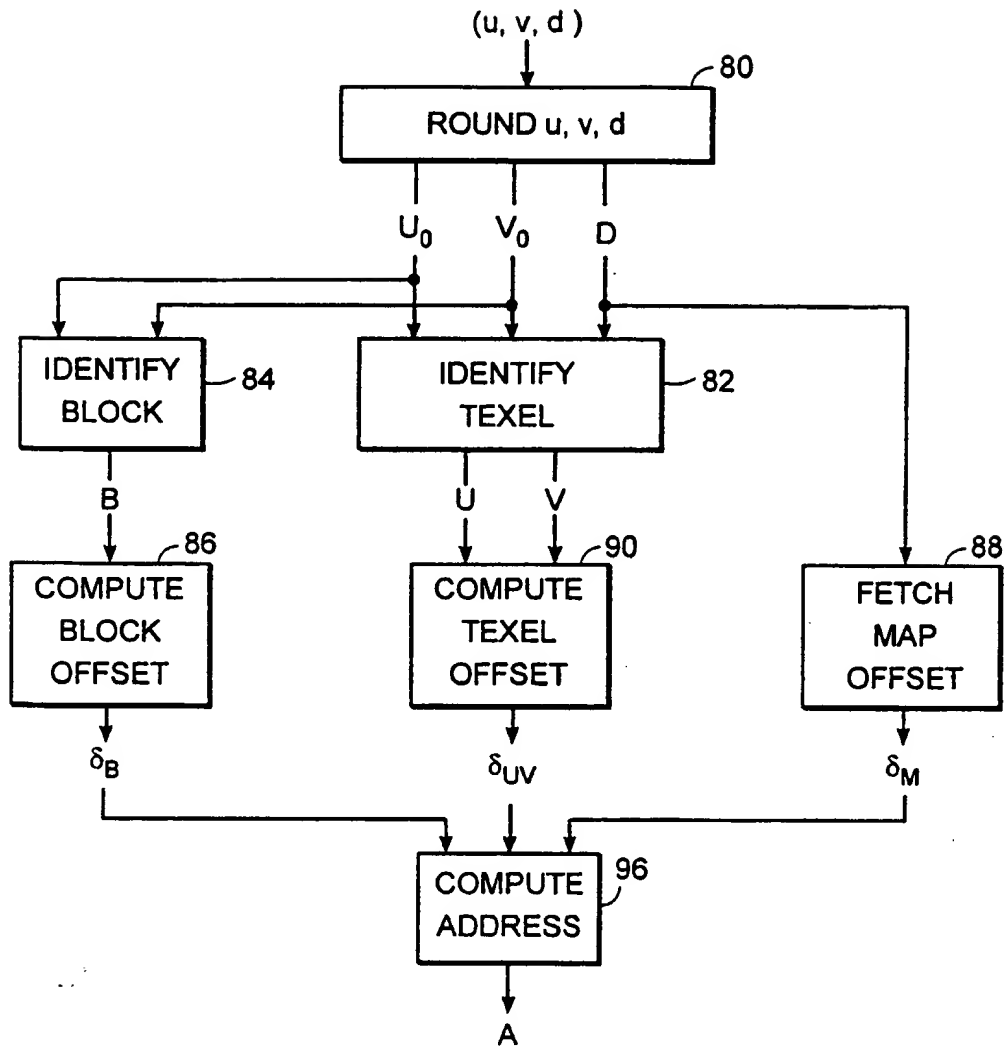 (u, v, d )
80
ROUND u, v, d
U₀ V₀ D
IDENTIFY
BLOCK
84
IDENTIFY
TEXEL
82
B
U V
86
COMPUTE
BLOCK
OFFSET
90
COMPUTE
TEXEL
OFFSET
88
FETCH
MAP
OFFSET
δB
δUV
δM
COMPUTE
ADDRESS
96
A